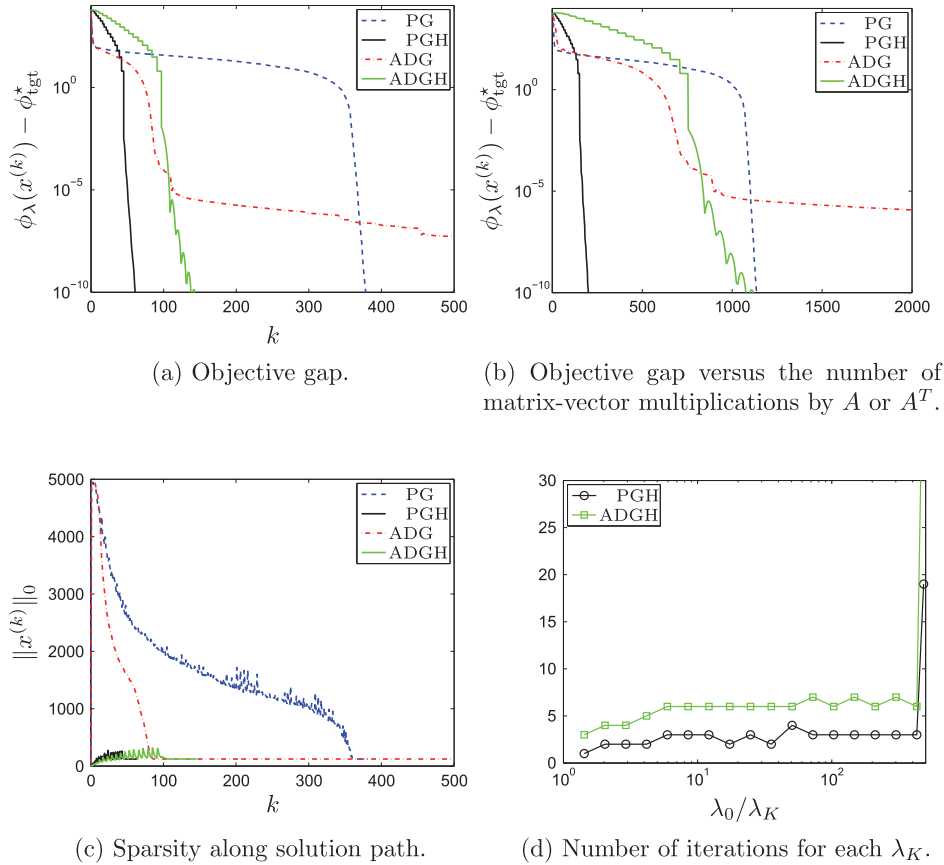 PG
PGH
ADG
ADGH
10^0
10^{-5}
10^{-10}
ϕ_λ(x^{(k)}) − ϕ^⋆_{tgt}
0 100 200 300 400 500
k
(a) Objective gap.
PG
PGH
ADG
ADGH
10^0
10^{-5}
10^{-10}
ϕ_λ(x^{(k)}) − ϕ^⋆_{tgt}
0 500 1000 1500 2000
(b) Objective gap versus the number of
matrix-vector multiplications by A or A^T.
PG
PGH
ADG
ADGH
5000
4000
3000
2000
1000
0
‖x^{(k)}‖_0
0 100 200 300 400 500
k
(c) Sparsity along solution path.
PGH
ADGH
30
25
20
15
10
5
0
10^0 10^1 10^2
λ_0/λ_K
(d) Number of iterations for each λ_K.